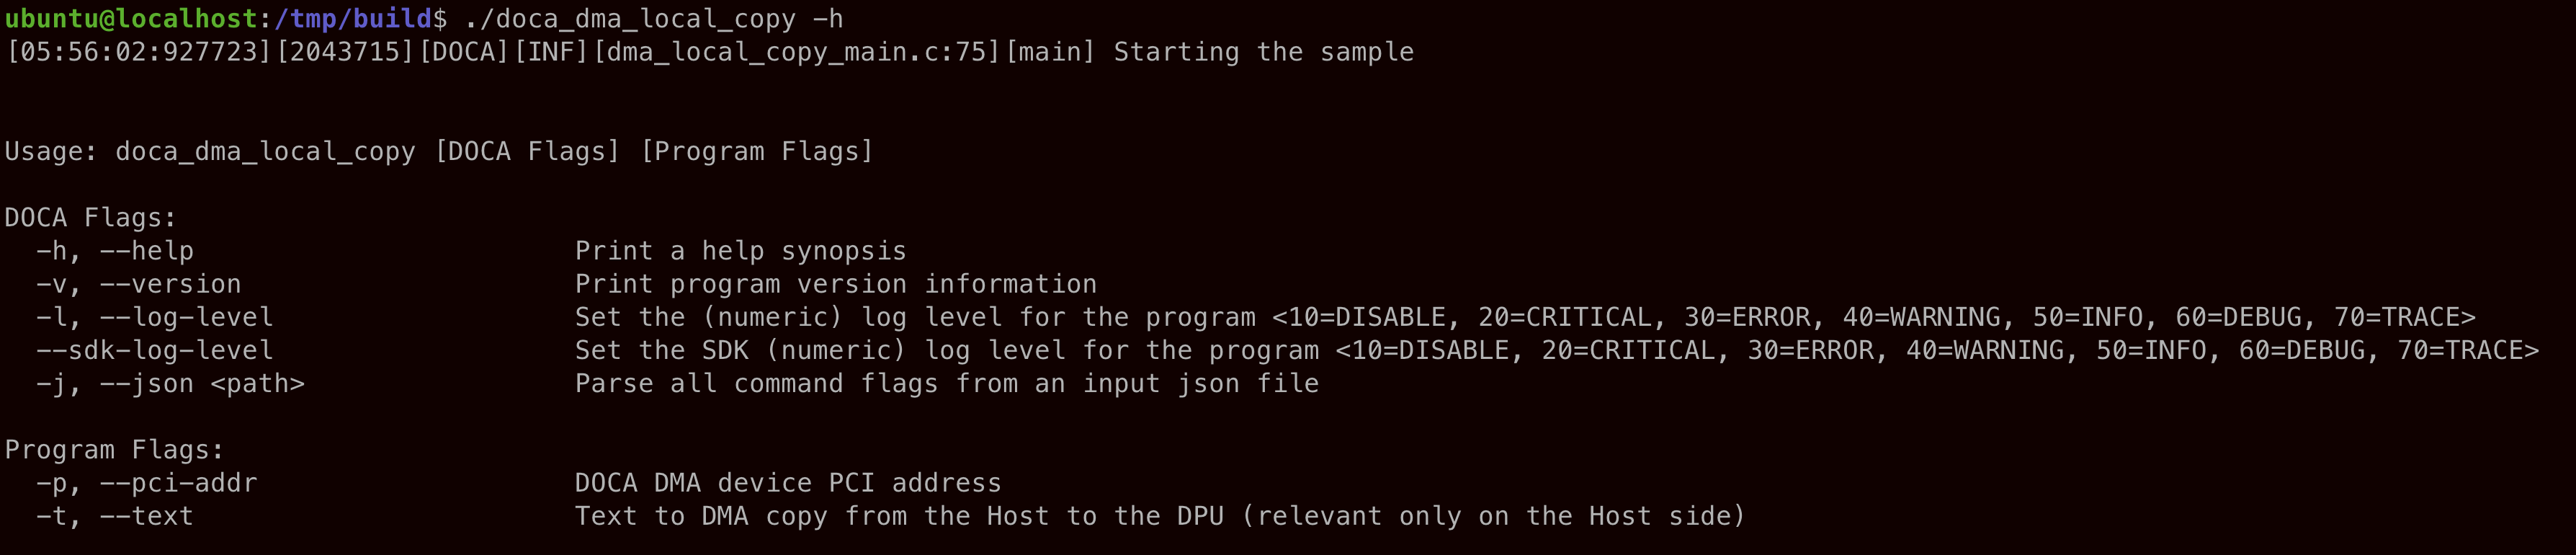 ubuntu@localhost:/tmp/build$ ./doca_dma_local_copy -h
[05:56:02:927723][2043715][DOCA][INF][dma_local_copy_main.c:75][main] Starting the sample
Usage: doca_dma_local_copy [DOCA Flags] [Program Flags]
DOCA Flags:
-h, --help Print a help synopsis
-v, --version Print program version information
-l, --log-level Set the (numeric) log level for the program <10=DISABLE, 20=CRITICAL, 30=ERROR, 40=WARNING, 50=INFO, 60=DEBUG, 70=TRACE>
--sdk-log-level Set the SDK (numeric) log level for the program <10=DISABLE, 20=CRITICAL, 30=ERROR, 40=WARNING, 50=INFO, 60=DEBUG, 70=TRACE>
-j, --json <path> Parse all command flags from an input json file
Program Flags:
-p, --pci-addr DOCA DMA device PCI address
-t, --text Text to DMA copy from the Host to the DPU (relevant only on the Host side)